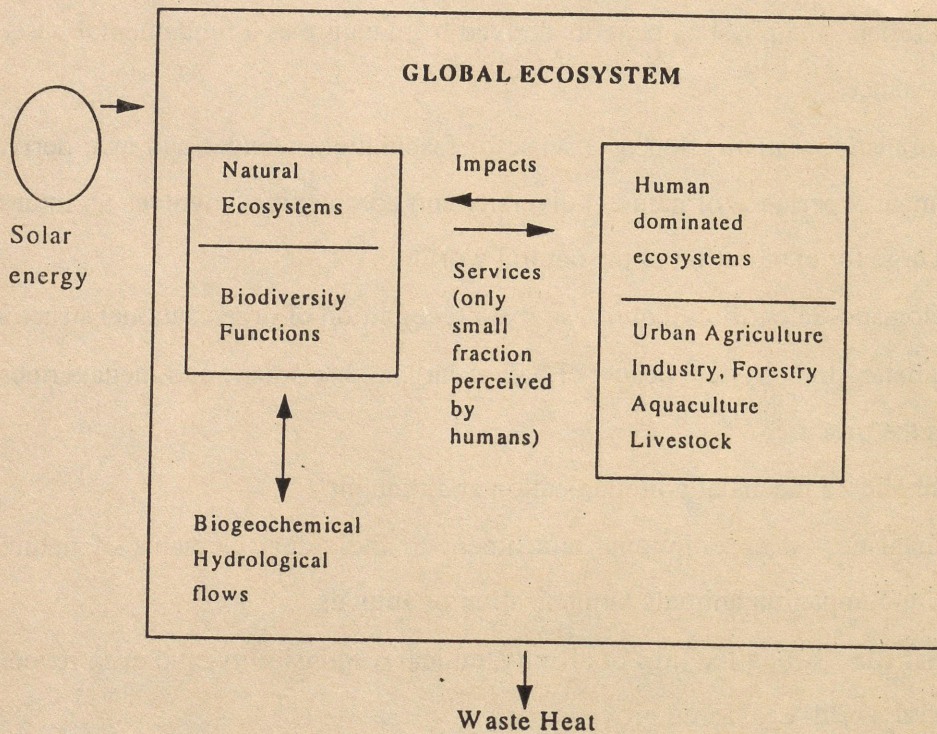 GLOBAL ECOSYSTEM
Solar
energy
Natural
Ecosystems
Biodiversity
Functions
Impacts
Services
(only
small
fraction
perceived
by
humans)
Human
dominated
ecosystems
Urban Agriculture
Industry, Forestry
Aquaculture
Livestock
Biogeochemical
Hydrological
flows
Waste Heat